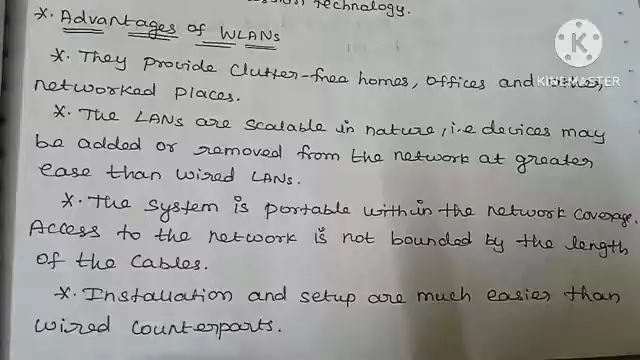 technology.
*. Advantages of WLANs
*. They provide clutter-free homes, offices and other
networked places.
*. The LANs are scalable in nature, i.e devices may
be added or removed from the network at greater
ease than wired LANs.
*. The system is portable within the network coverage.
Access to the network is not bounded by the length
of the cables.
*. Installation and setup are much easier than
wired counterparts.
K
KINEMASTER